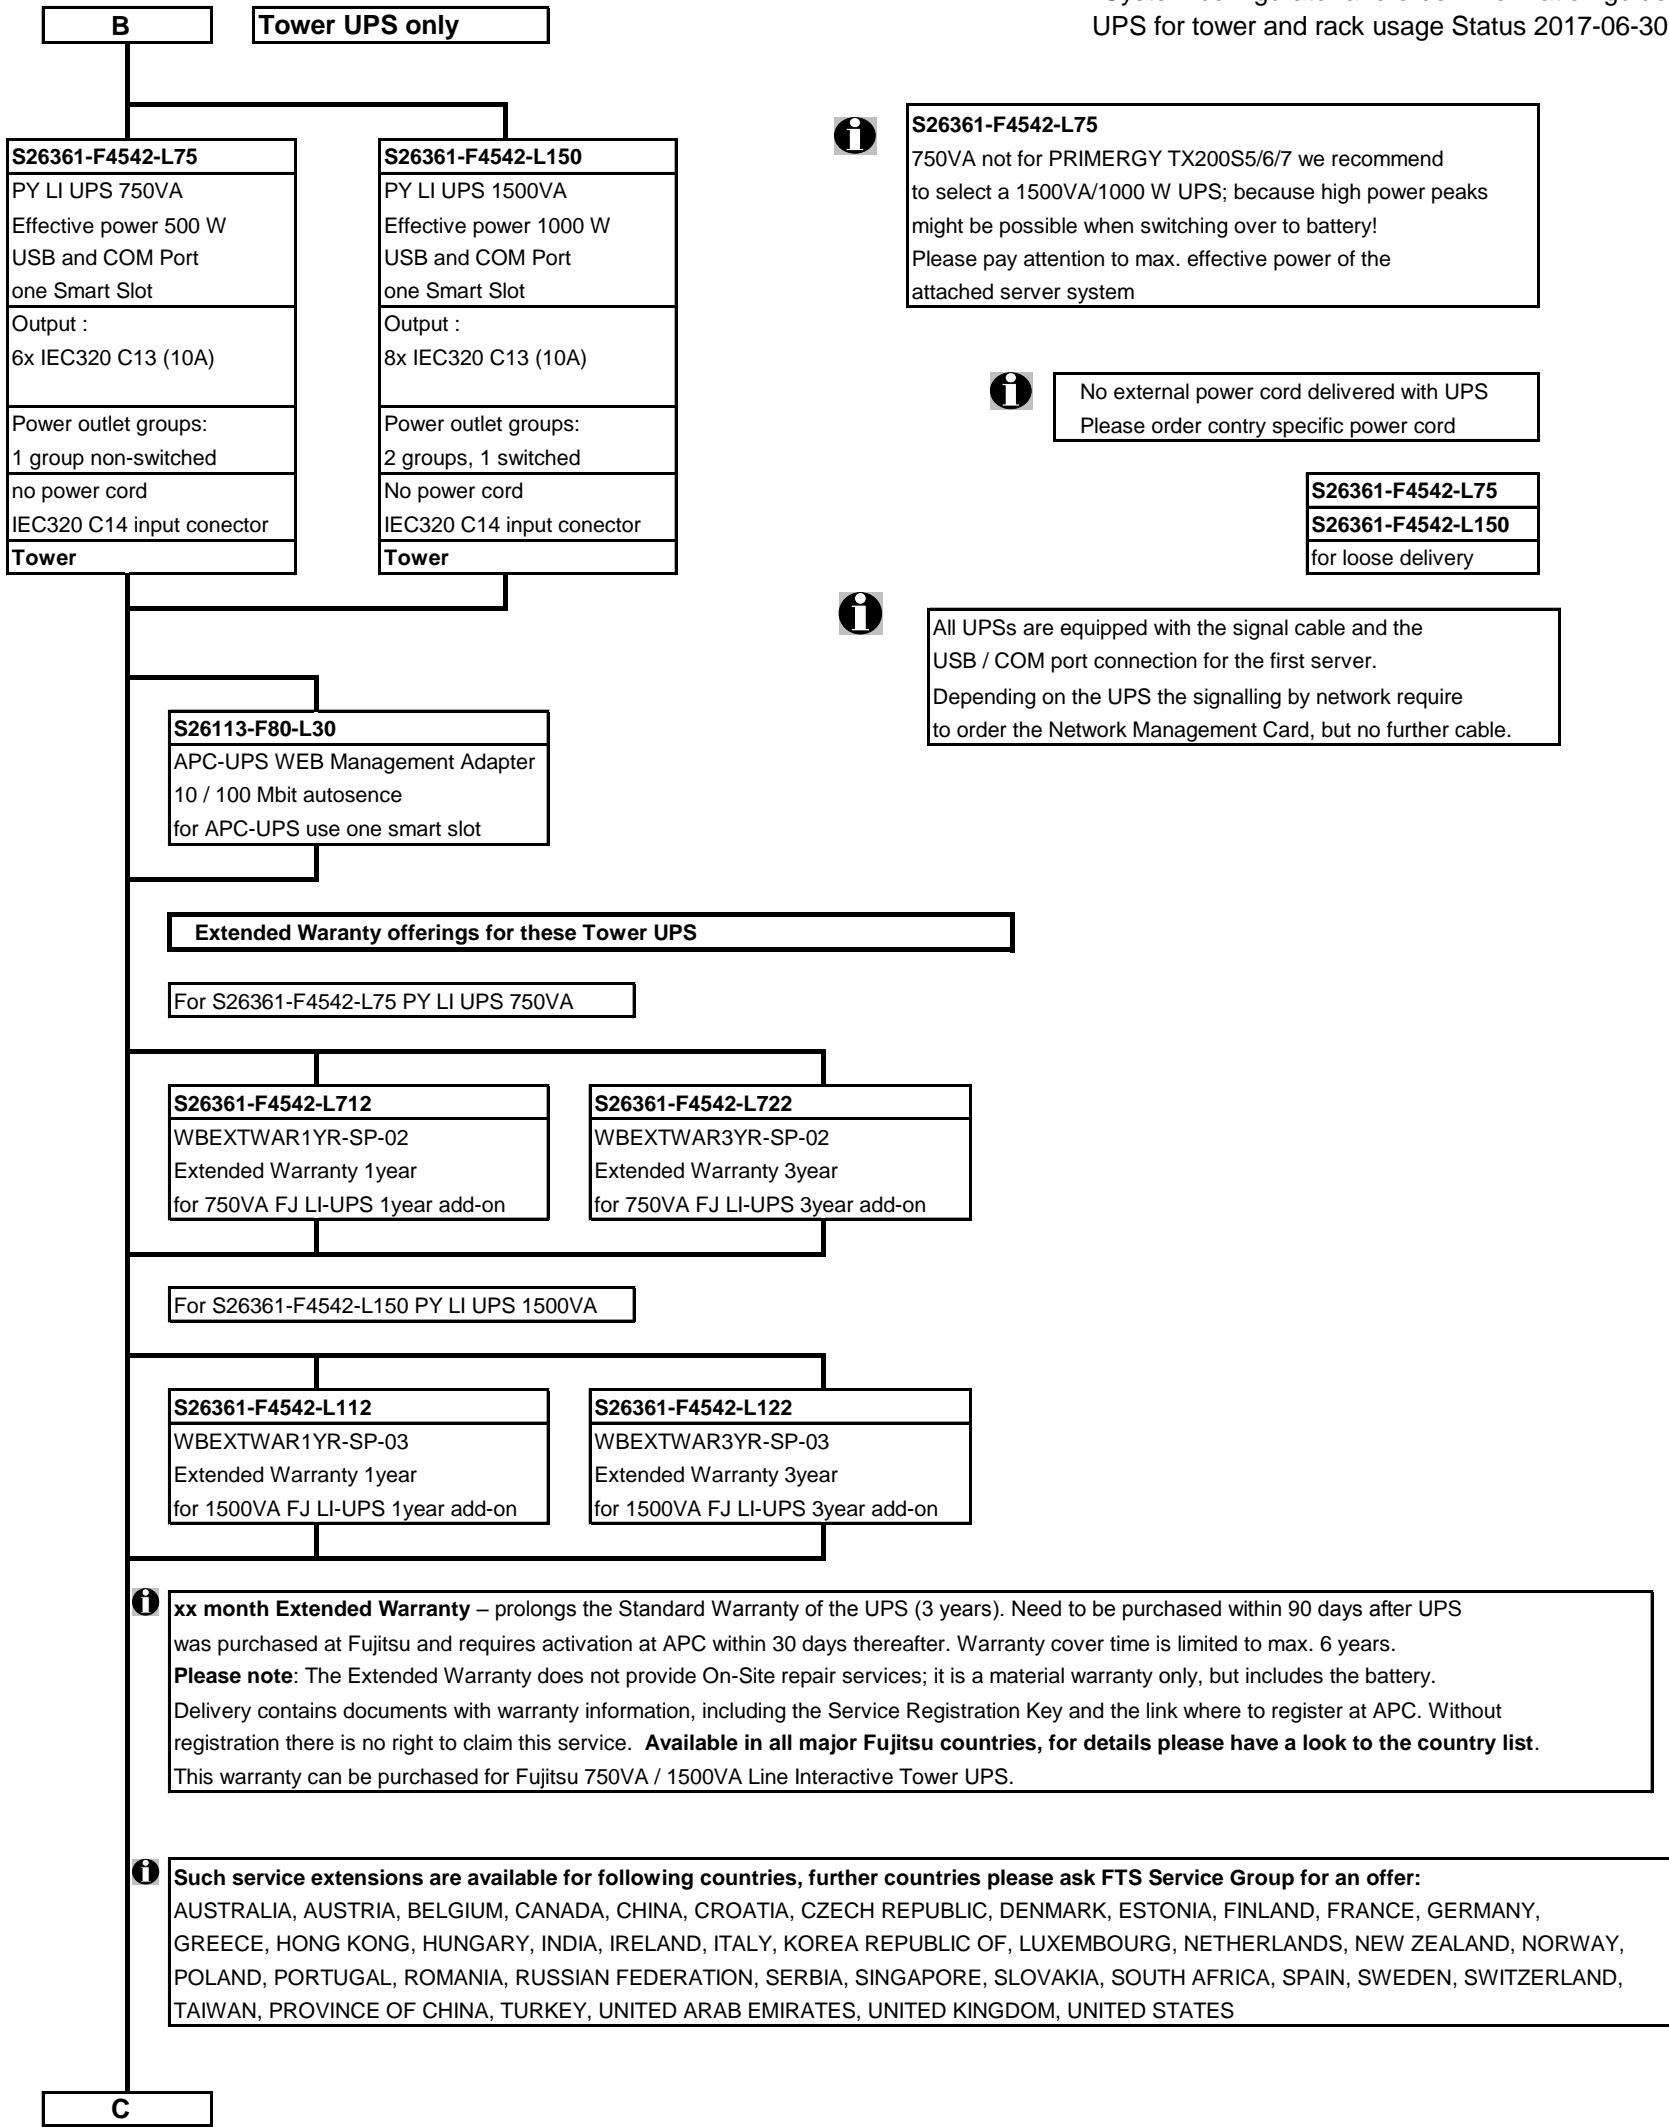 B
Tower UPS only
UPS for tower and rack usage Status 2017-06-30
S26361-F4542-L75
PY LI UPS 750VA
Effective power 500 W
USB and COM Port
one Smart Slot
Output :
6x IEC320 C13 (10A)
Power outlet groups:
1 group non-switched
no power cord
IEC320 C14 input conector
Tower
S26361-F4542-L150
PY LI UPS 1500VA
Effective power 1000 W
USB and COM Port
one Smart Slot
Output :
8x IEC320 C13 (10A)
Power outlet groups:
2 groups, 1 switched
No power cord
IEC320 C14 input conector
Tower
S26361-F4542-L75
750VA not for PRIMERGY TX200S5/6/7 we recommend
to select a 1500VA/1000 W UPS; because high power peaks
might be possible when switching over to battery!
Please pay attention to max. effective power of the
attached server system
No external power cord delivered with UPS
Please order contry specific power cord
S26361-F4542-L75
S26361-F4542-L150
for loose delivery
All UPSs are equipped with the signal cable and the
USB / COM port connection for the first server.
Depending on the UPS the signalling by network require
to order the Network Management Card, but no further cable.
S26113-F80-L30
APC-UPS WEB Management Adapter
10 / 100 Mbit autosence
for APC-UPS use one smart slot
Extended Waranty offerings for these Tower UPS
For S26361-F4542-L75 PY LI UPS 750VA
S26361-F4542-L712
WBEXTWAR1YR-SP-02
Extended Warranty 1year
for 750VA FJ LI-UPS 1year add-on
S26361-F4542-L722
WBEXTWAR3YR-SP-02
Extended Warranty 3year
for 750VA FJ LI-UPS 3year add-on
For S26361-F4542-L150 PY LI UPS 1500VA
S26361-F4542-L112
WBEXTWAR1YR-SP-03
Extended Warranty 1year
for 1500VA FJ LI-UPS 1year add-on
S26361-F4542-L122
WBEXTWAR3YR-SP-03
Extended Warranty 3year
for 1500VA FJ LI-UPS 3year add-on
xx month Extended Warranty – prolongs the Standard Warranty of the UPS (3 years). Need to be purchased within 90 days after UPS
was purchased at Fujitsu and requires activation at APC within 30 days thereafter. Warranty cover time is limited to max. 6 years.
Please note: The Extended Warranty does not provide On-Site repair services; it is a material warranty only, but includes the battery.
Delivery contains documents with warranty information, including the Service Registration Key and the link where to register at APC. Without
registration there is no right to claim this service. Available in all major Fujitsu countries, for details please have a look to the country list.
This warranty can be purchased for Fujitsu 750VA / 1500VA Line Interactive Tower UPS.
Such service extensions are available for following countries, further countries please ask FTS Service Group for an offer:
AUSTRALIA, AUSTRIA, BELGIUM, CANADA, CHINA, CROATIA, CZECH REPUBLIC, DENMARK, ESTONIA, FINLAND, FRANCE, GERMANY,
GREECE, HONG KONG, HUNGARY, INDIA, IRELAND, ITALY, KOREA REPUBLIC OF, LUXEMBOURG, NETHERLANDS, NEW ZEALAND, NORWAY,
POLAND, PORTUGAL, ROMANIA, RUSSIAN FEDERATION, SERBIA, SINGAPORE, SLOVAKIA, SOUTH AFRICA, SPAIN, SWEDEN, SWITZERLAND,
TAIWAN, PROVINCE OF CHINA, TURKEY, UNITED ARAB EMIRATES, UNITED KINGDOM, UNITED STATES
C